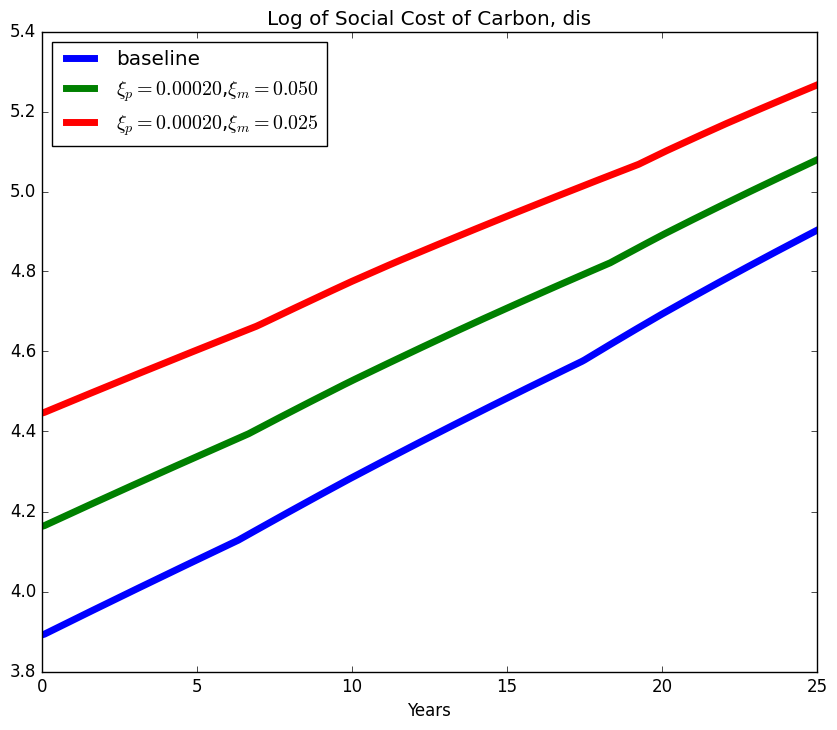 Log of Social Cost of Carbon, dis
5.4
5.2
5.0
4.8
4.6
4.4
4.2
4.0
3.8
baseline
ξₚ = 0.00020,ξₘ = 0.050
ξₚ = 0.00020,ξₘ = 0.025
0 5 10 15 20 25
Years